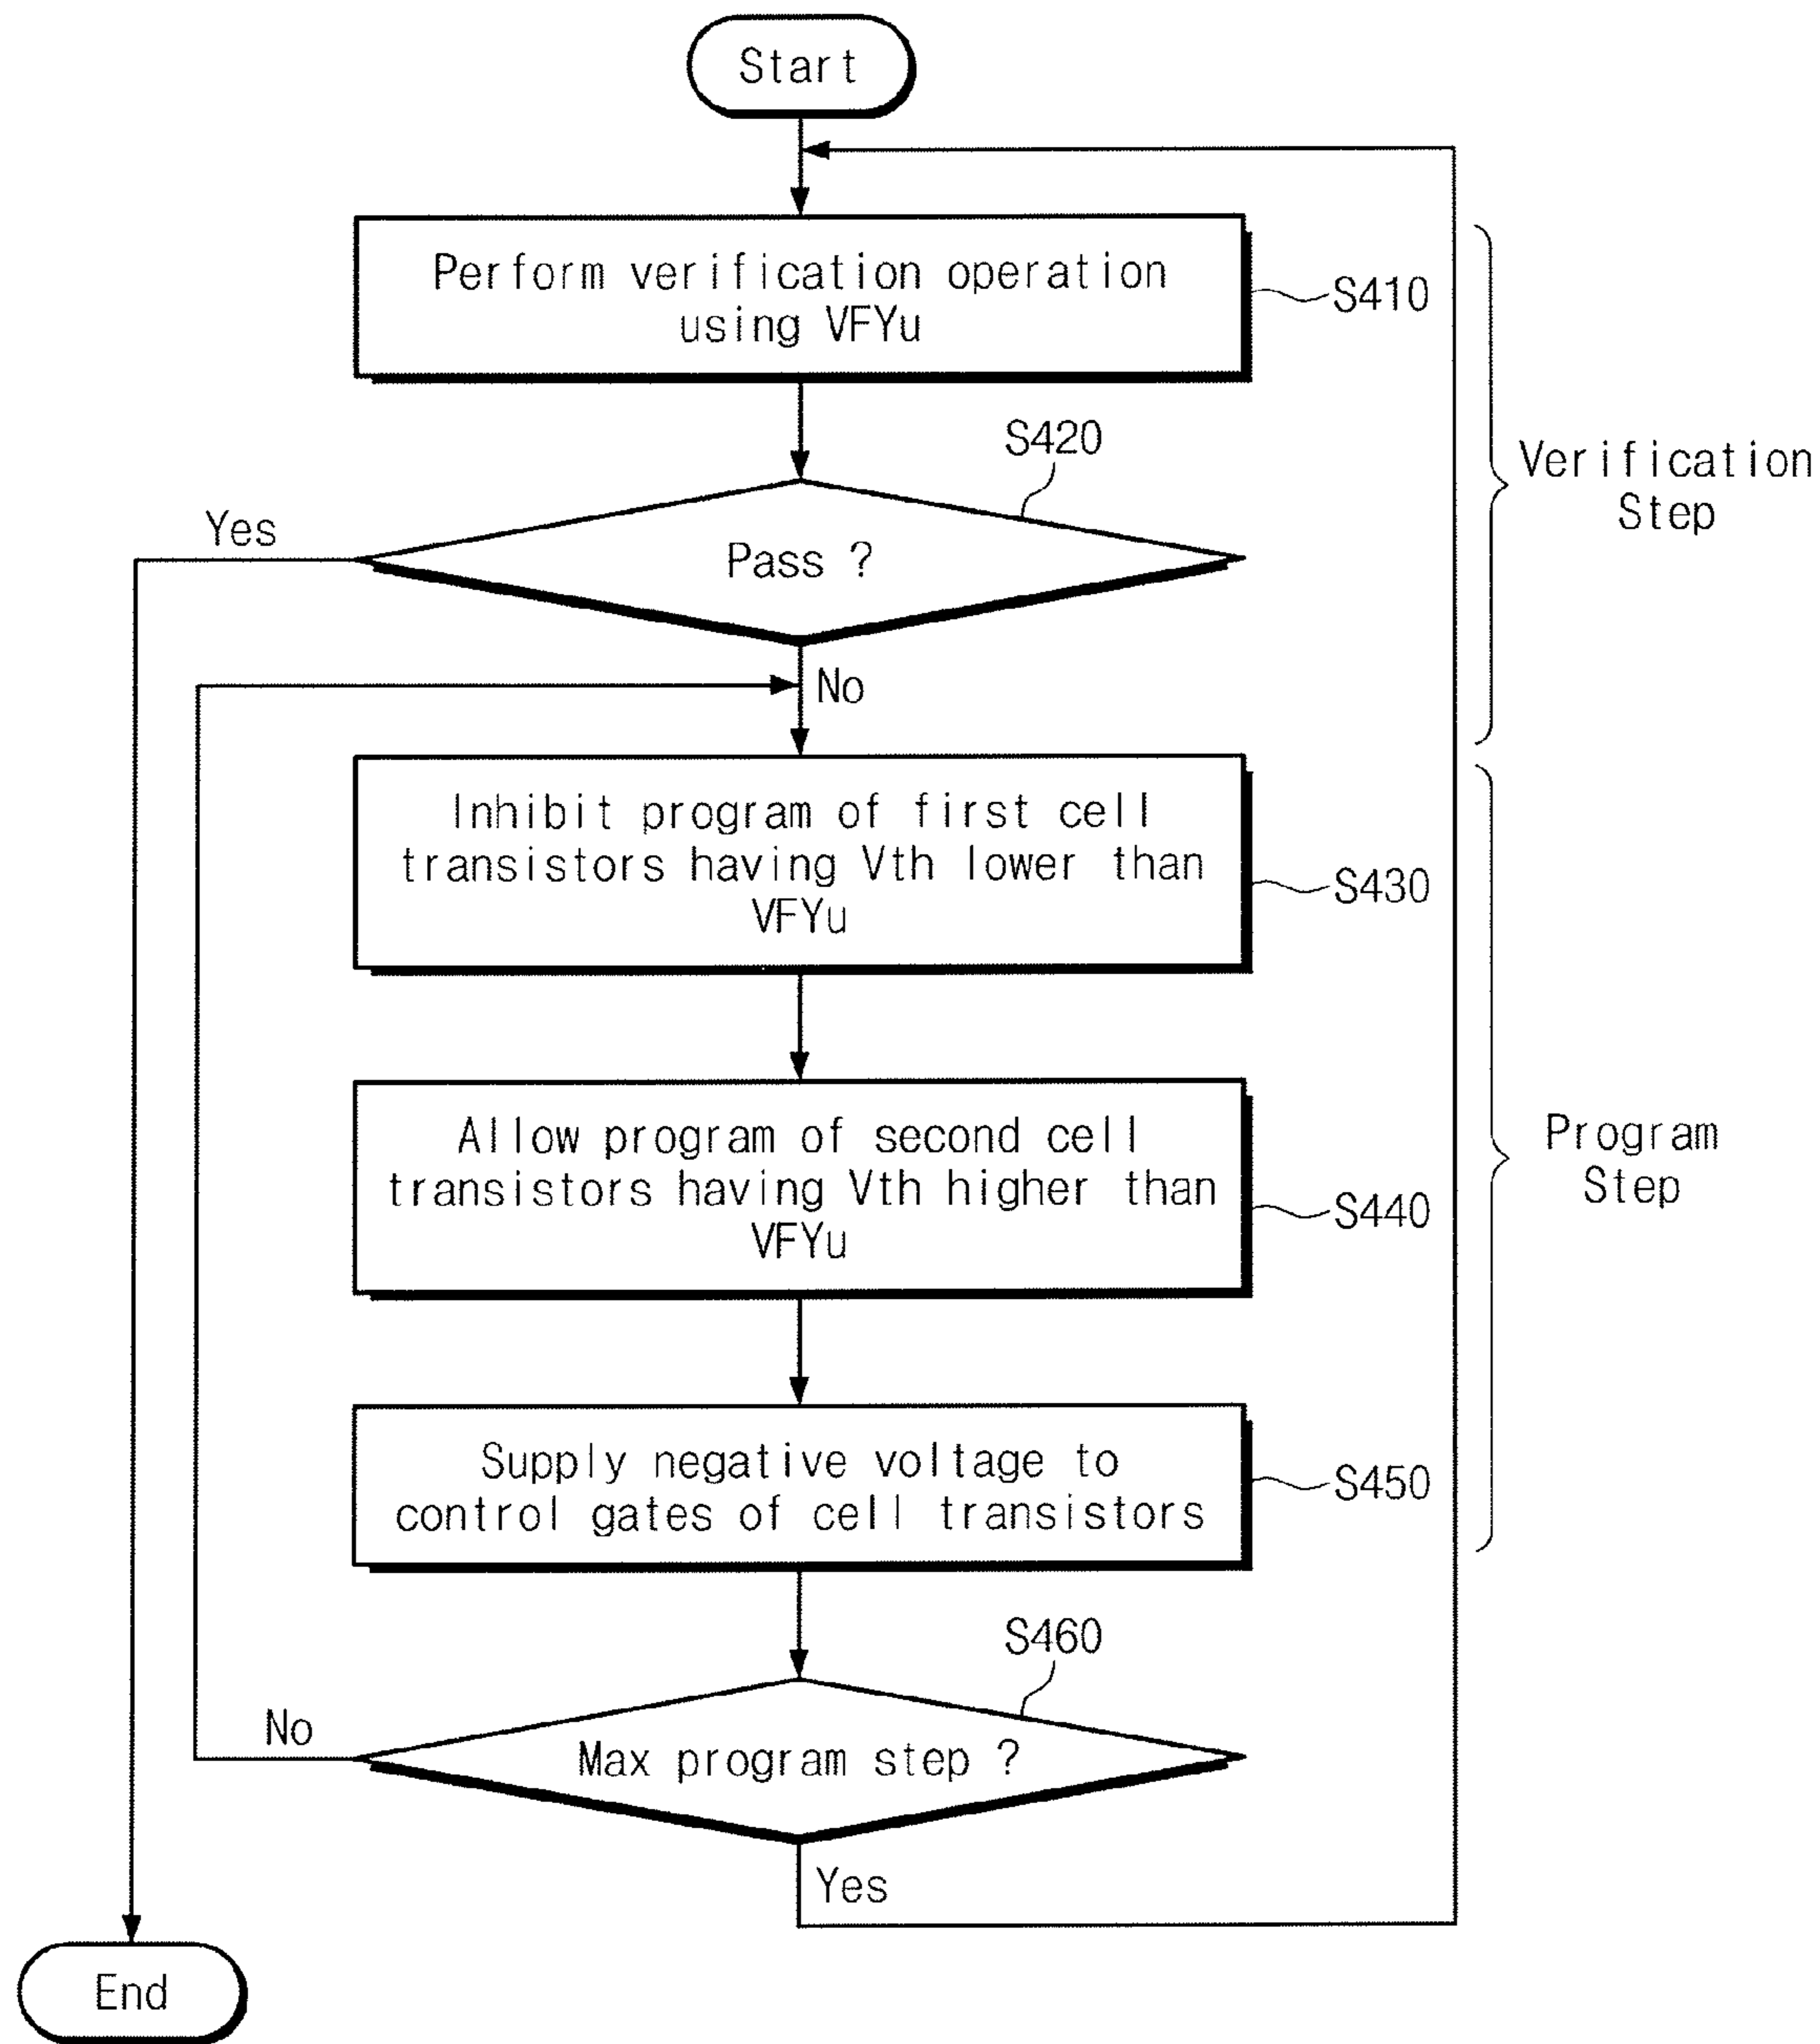 Start
Perform verification operation
using VFYu
S410
S420
Verification
Step
Yes
Pass ?
No
Inhibit program of first cell
transistors having Vth lower than
VFYu
S430
Allow program of second cell
transistors having Vth higher than
VFYu
S440
Program
Step
Supply negative voltage to
control gates of cell transistors
S450
S460
No
Max program step ?
Yes
End